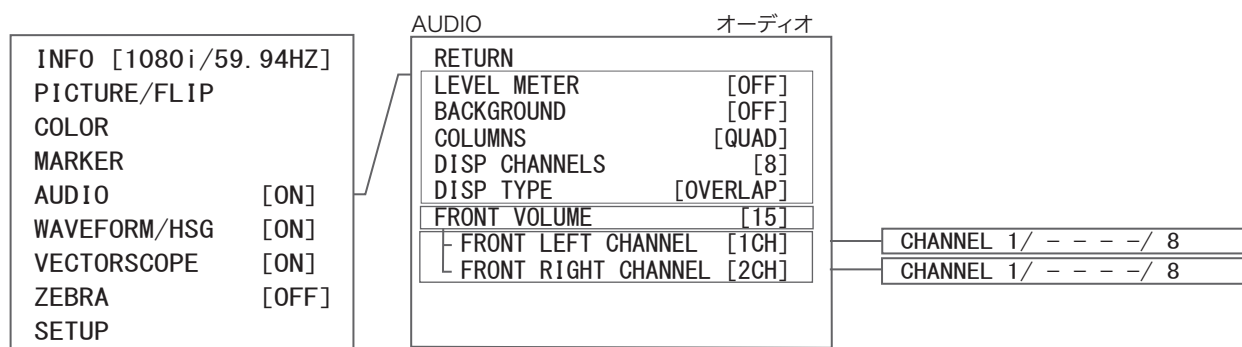 INFO [1080i/59.94HZ]
PICTURE/FLIP
COLOR
MARKER
AUDIO [ON]
WAVEFORM/HSG [ON]
VECTORSCOPE [ON]
ZEBRA [OFF]
SETUP
AUDIO オーディオ
RETURN
LEVEL METER [OFF]
BACKGROUND [OFF]
COLUMNS [QUAD]
DISP CHANNELS [8]
DISP TYPE [OVERLAP]
FRONT VOLUME [15]
FRONT LEFT CHANNEL [1CH]
FRONT RIGHT CHANNEL [2CH]
CHANNEL 1/ - - - -/ 8
CHANNEL 1/ - - - -/ 8